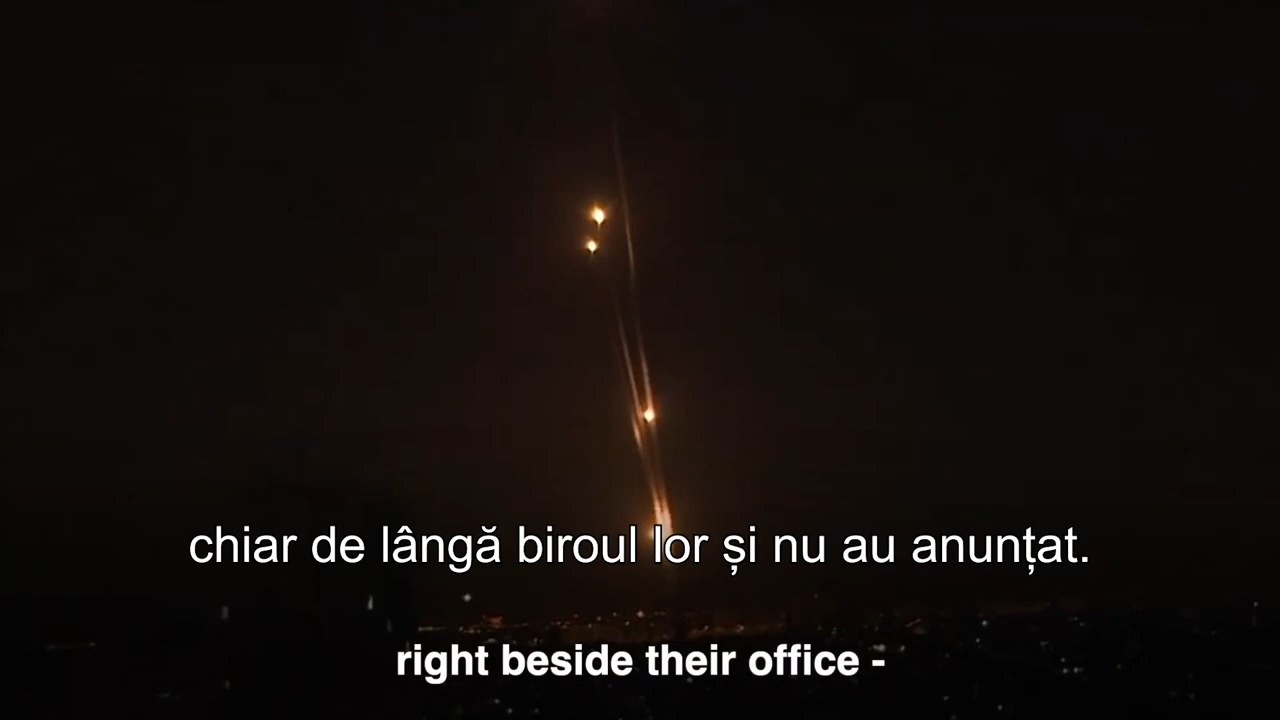 chiar de lângă biroul lor și nu au anunțat.
right beside their office -